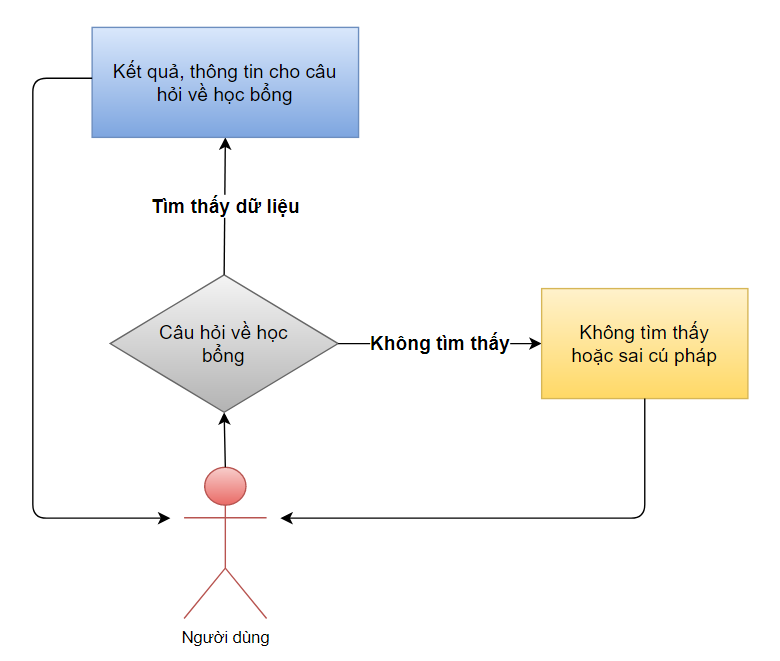 Kết quả, thông tin cho câu
hỏi về học bổng
Tìm thấy dữ liệu
Câu hỏi về học
bổng
Không tìm thấy
Không tìm thấy
hoặc sai cú pháp
Người dùng